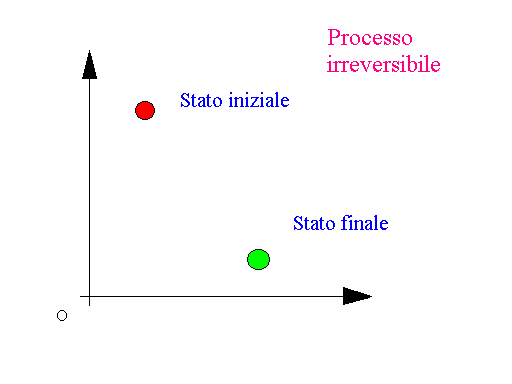 Processo
irreversibile
Stato iniziale
Stato finale
O